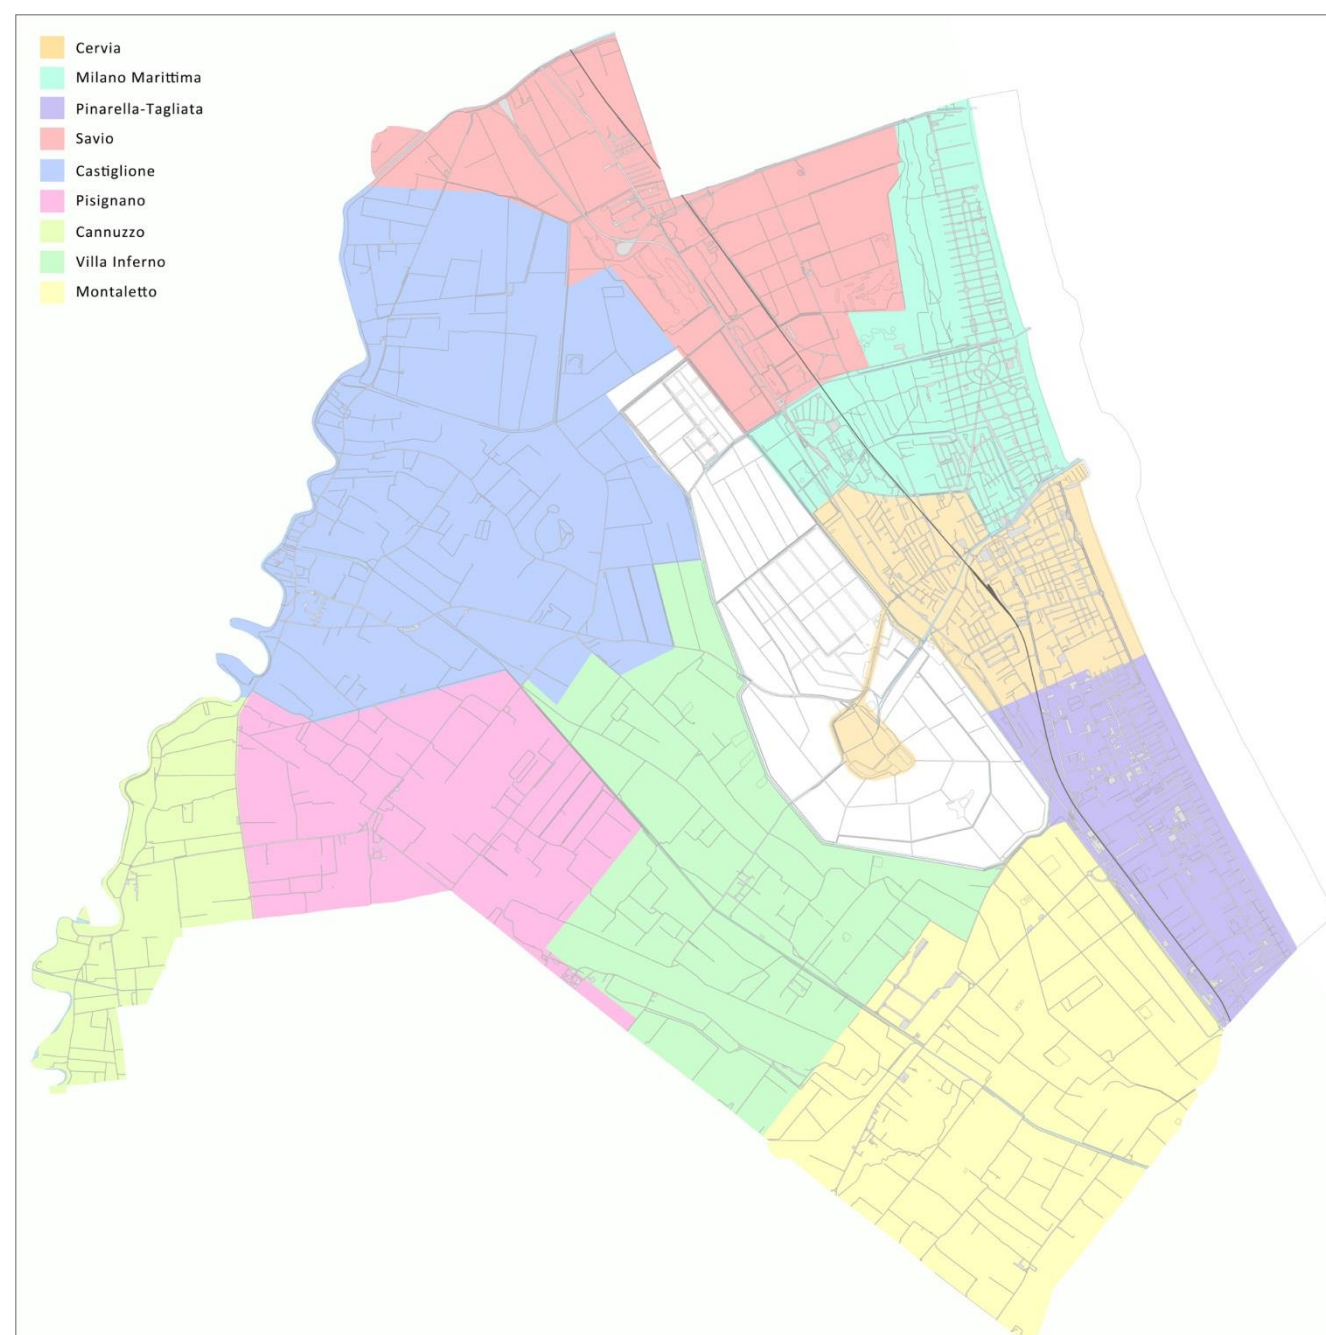 Cervia
Milano Marittima
Pinarella-Tagliata
Savio
Castiglione
Pisignano
Cannuzzo
Villa Inferno
Montaletto